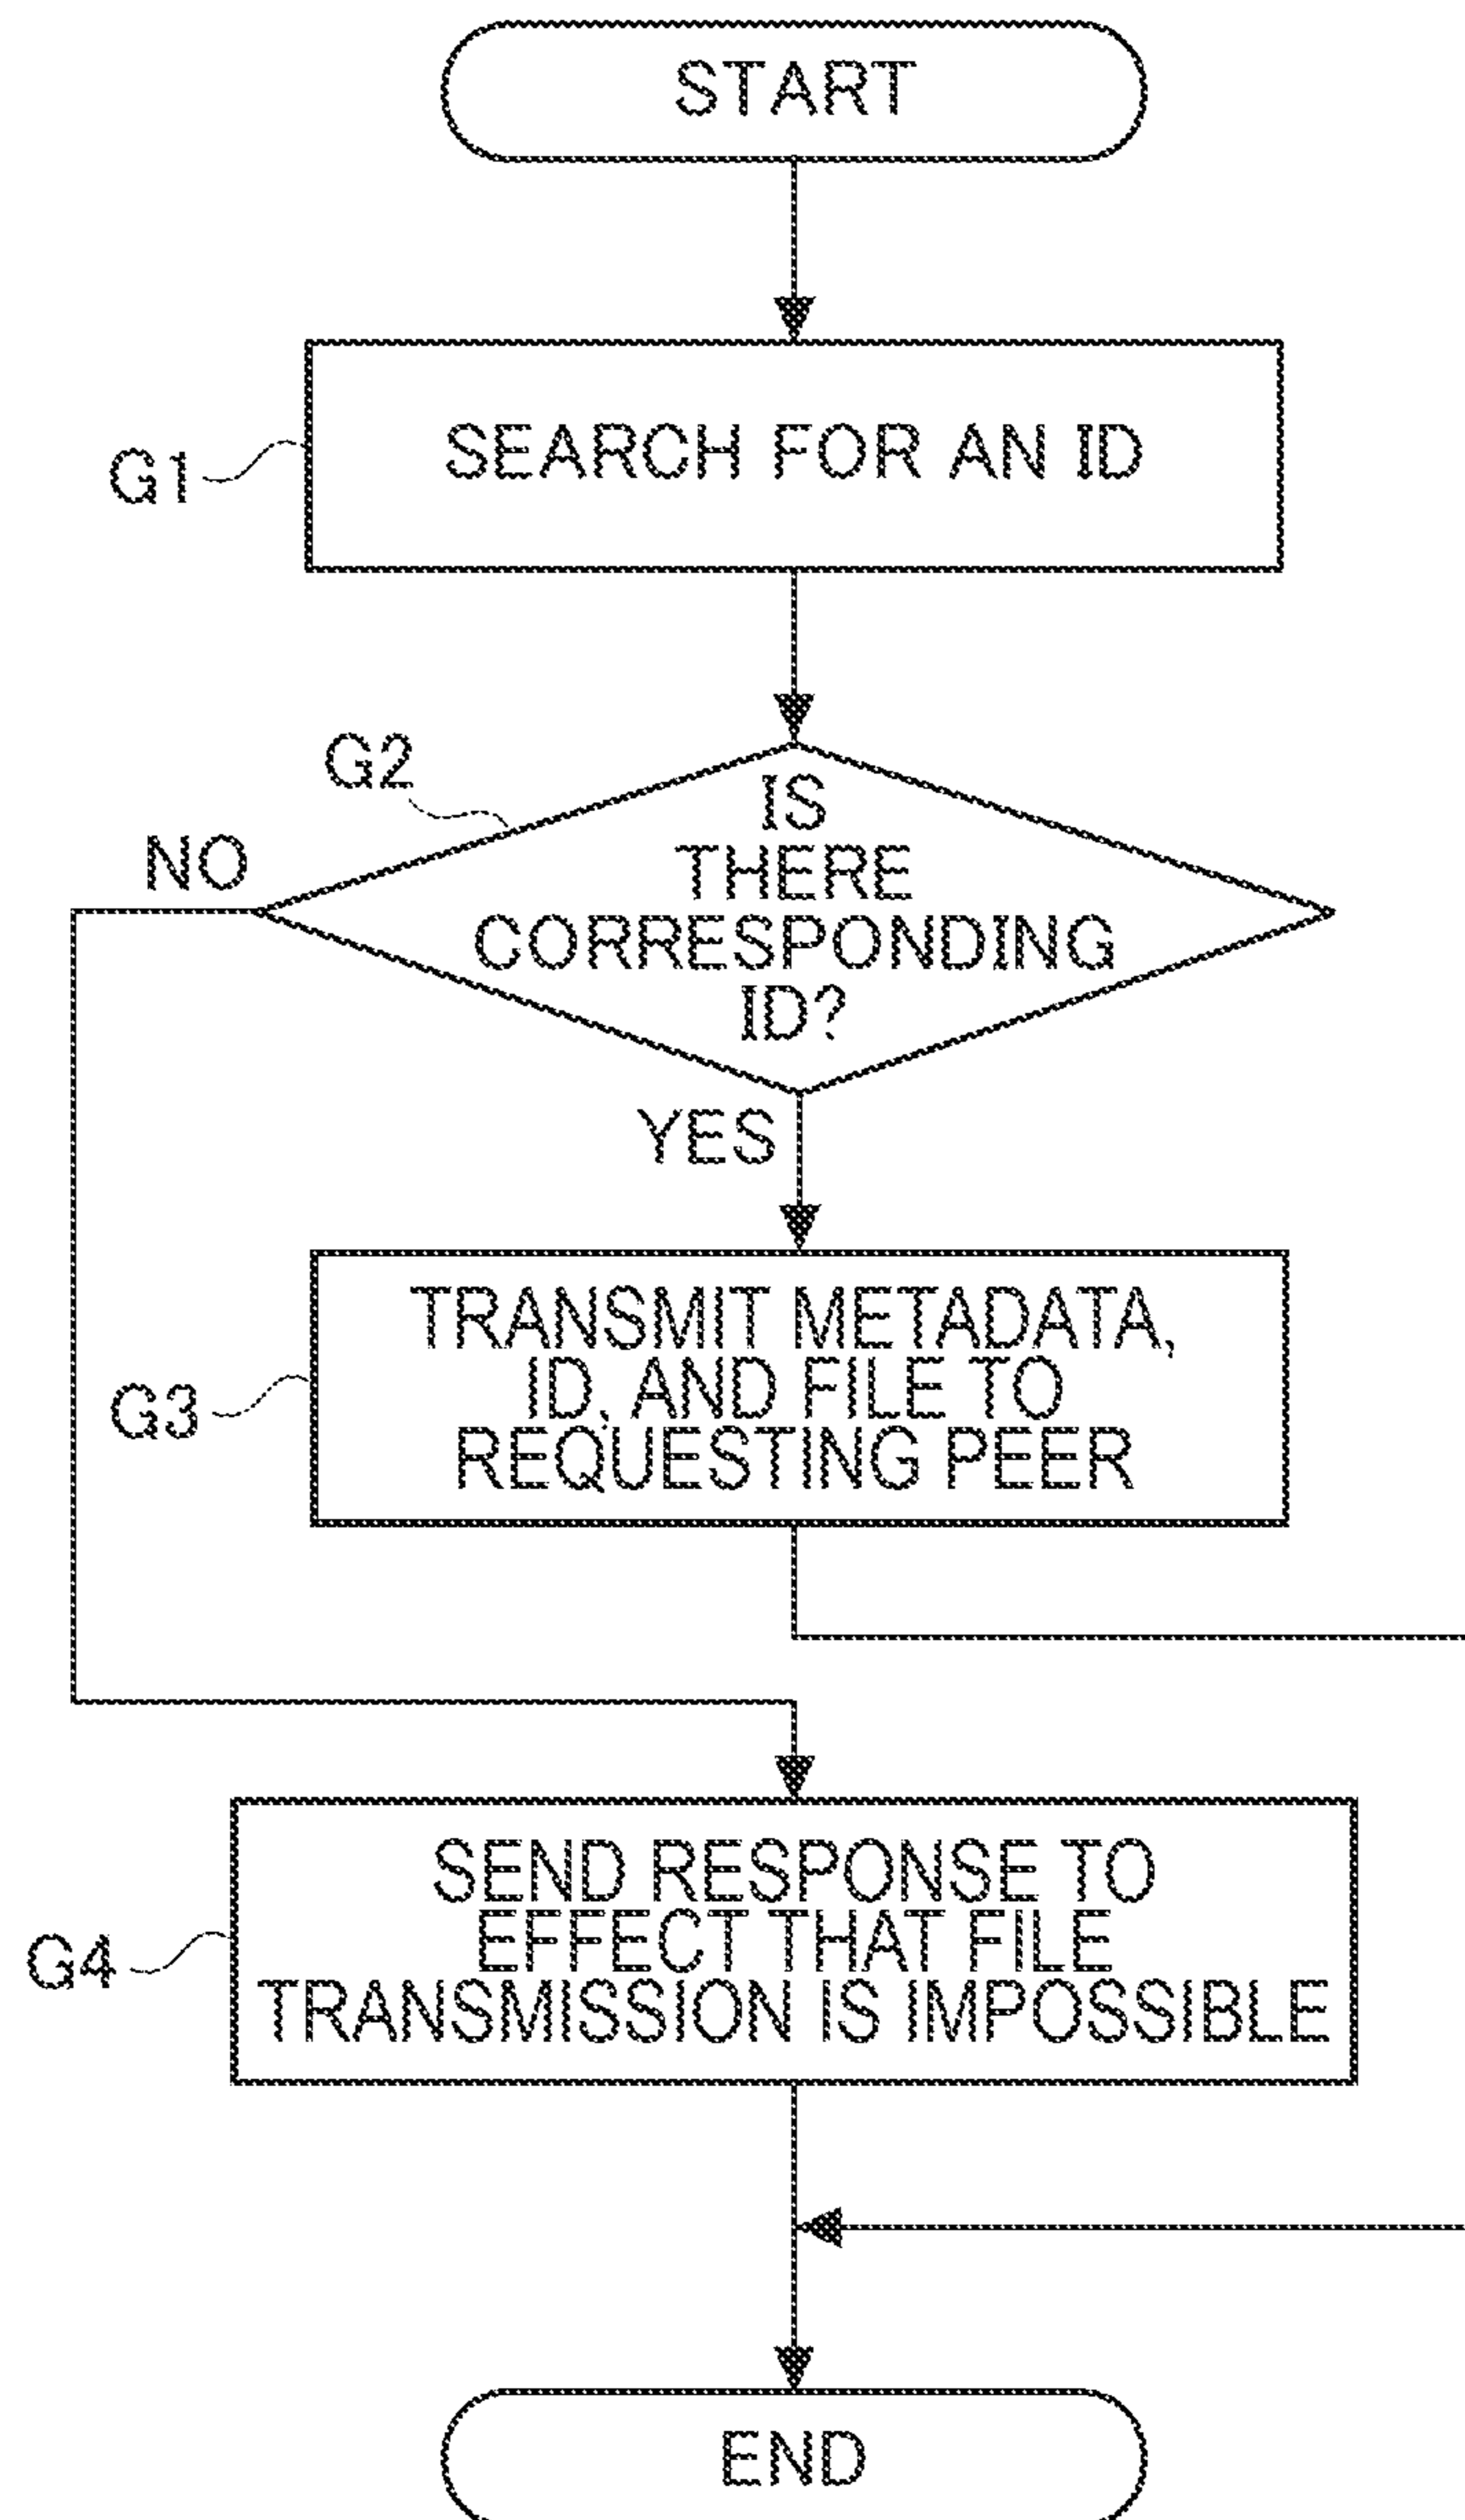 START
G1
SEARCH FOR AN ID
G2
NO
IS
THERE
CORRESPONDING
ID?
YES
G3
TRANSMIT METADATA,
ID, AND FILE TO
REQUESTING PEER
G4
SEND RESPONSE TO
EFFECT THAT FILE
TRANSMISSION IS IMPOSSIBLE
END